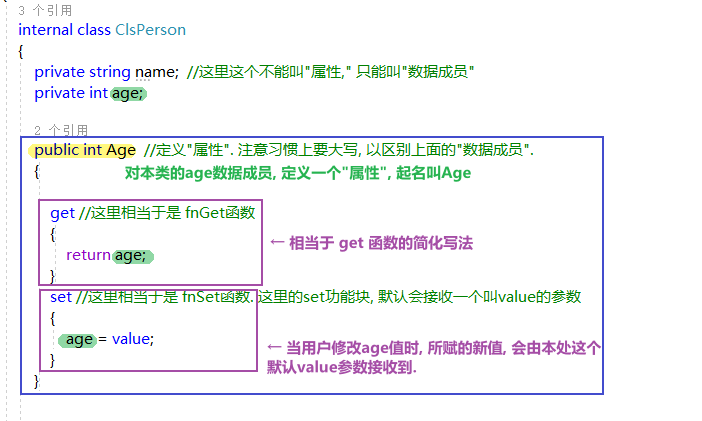 3 个引用
internal class ClsPerson
{
private string name; //这里这个不能叫"属性," 只能叫"数据成员"
private int age;
2 个引用
public int Age //定义"属性". 注意习惯上要大写, 以区别上面的"数据成员".
{ 对本类的age数据成员, 定义一个"属性", 起名叫Age
get //这里相当于是 fnGet函数
{ ← 相当于 get 函数的简化写法
return age;
}
set //这里相当于是 fnSet函数. 这里的set功能块, 默认会接收一个叫value的参数
{
age = value; ← 当用户修改age值时, 所赋的新值, 会由本处这个
} 默认value参数接收到.
}